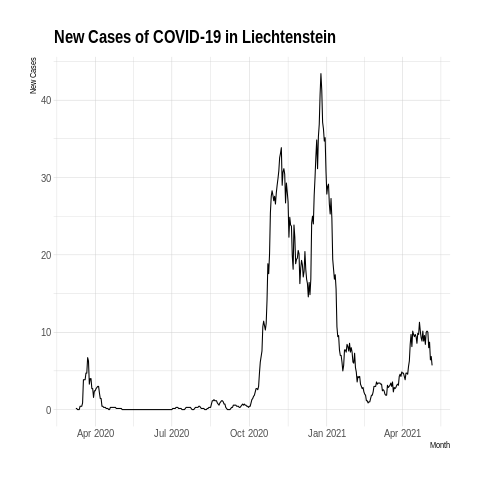 New Cases of COVID-19 in Liechtenstein
New Cases
40
30
20
10
0
Apr 2020 Jul 2020 Oct 2020 Jan 2021 Apr 2021
Month